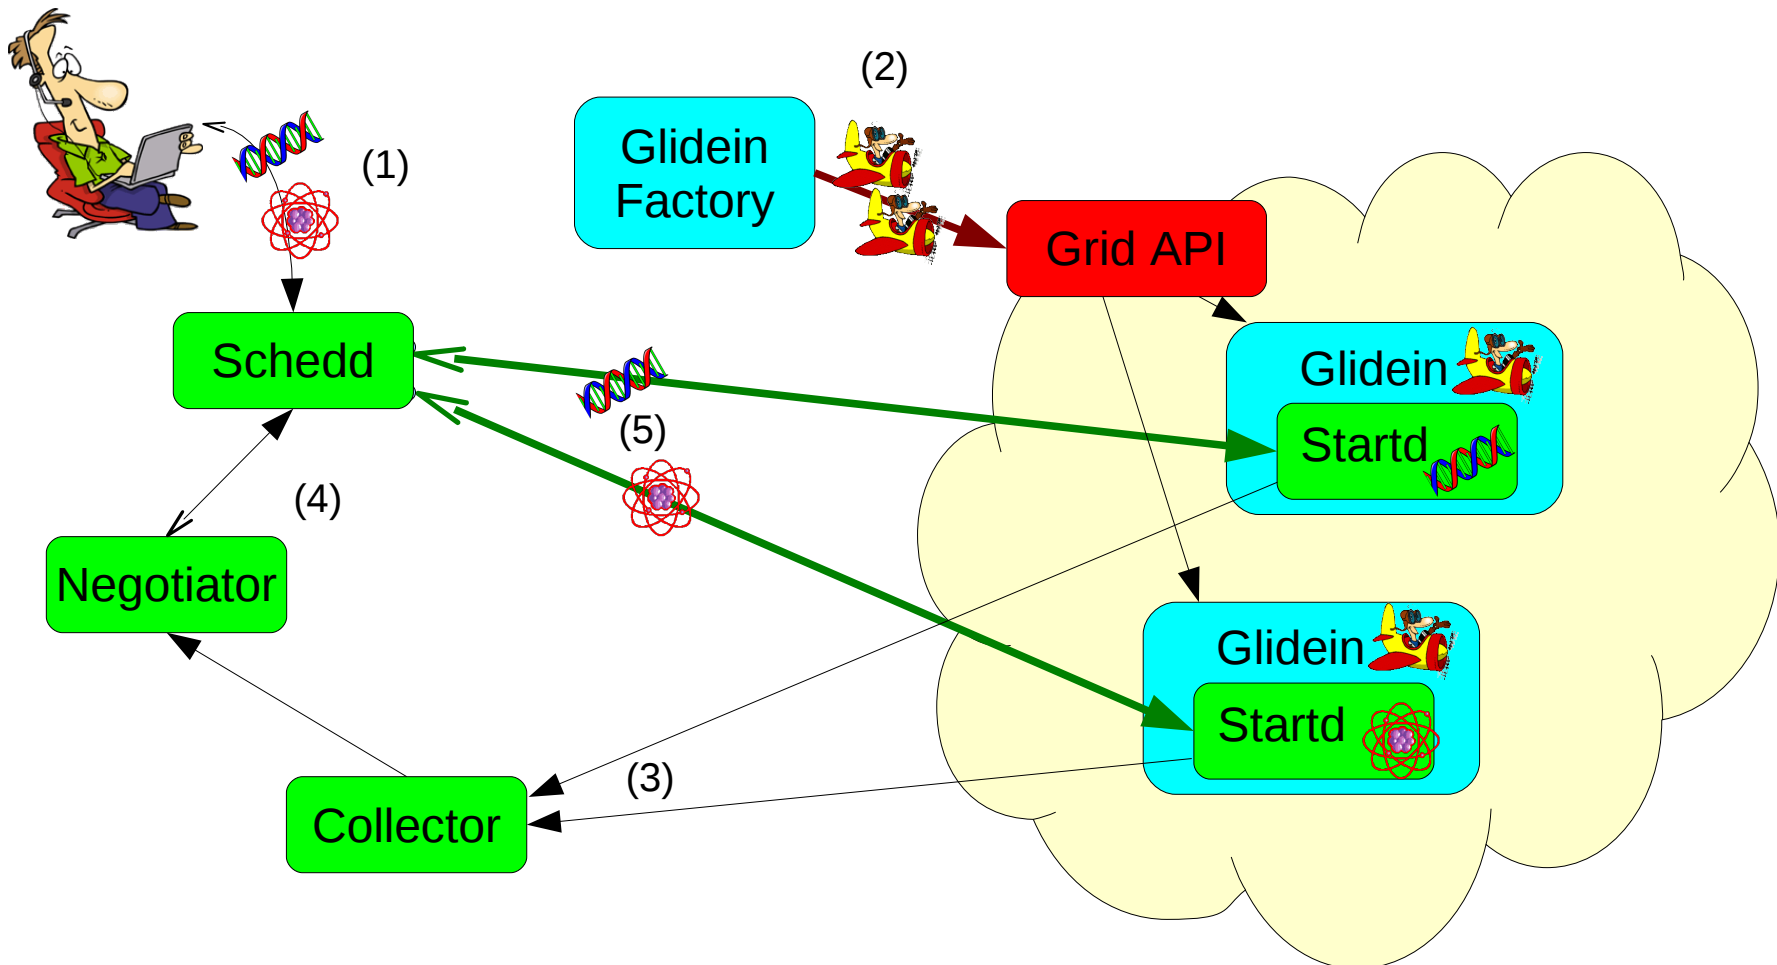 (2)
Glidein
Factory
(1)
Grid API
Schedd
Glidein
(5)
Startd
(4)
Negotiator
Glidein
Startd
(3)
Collector